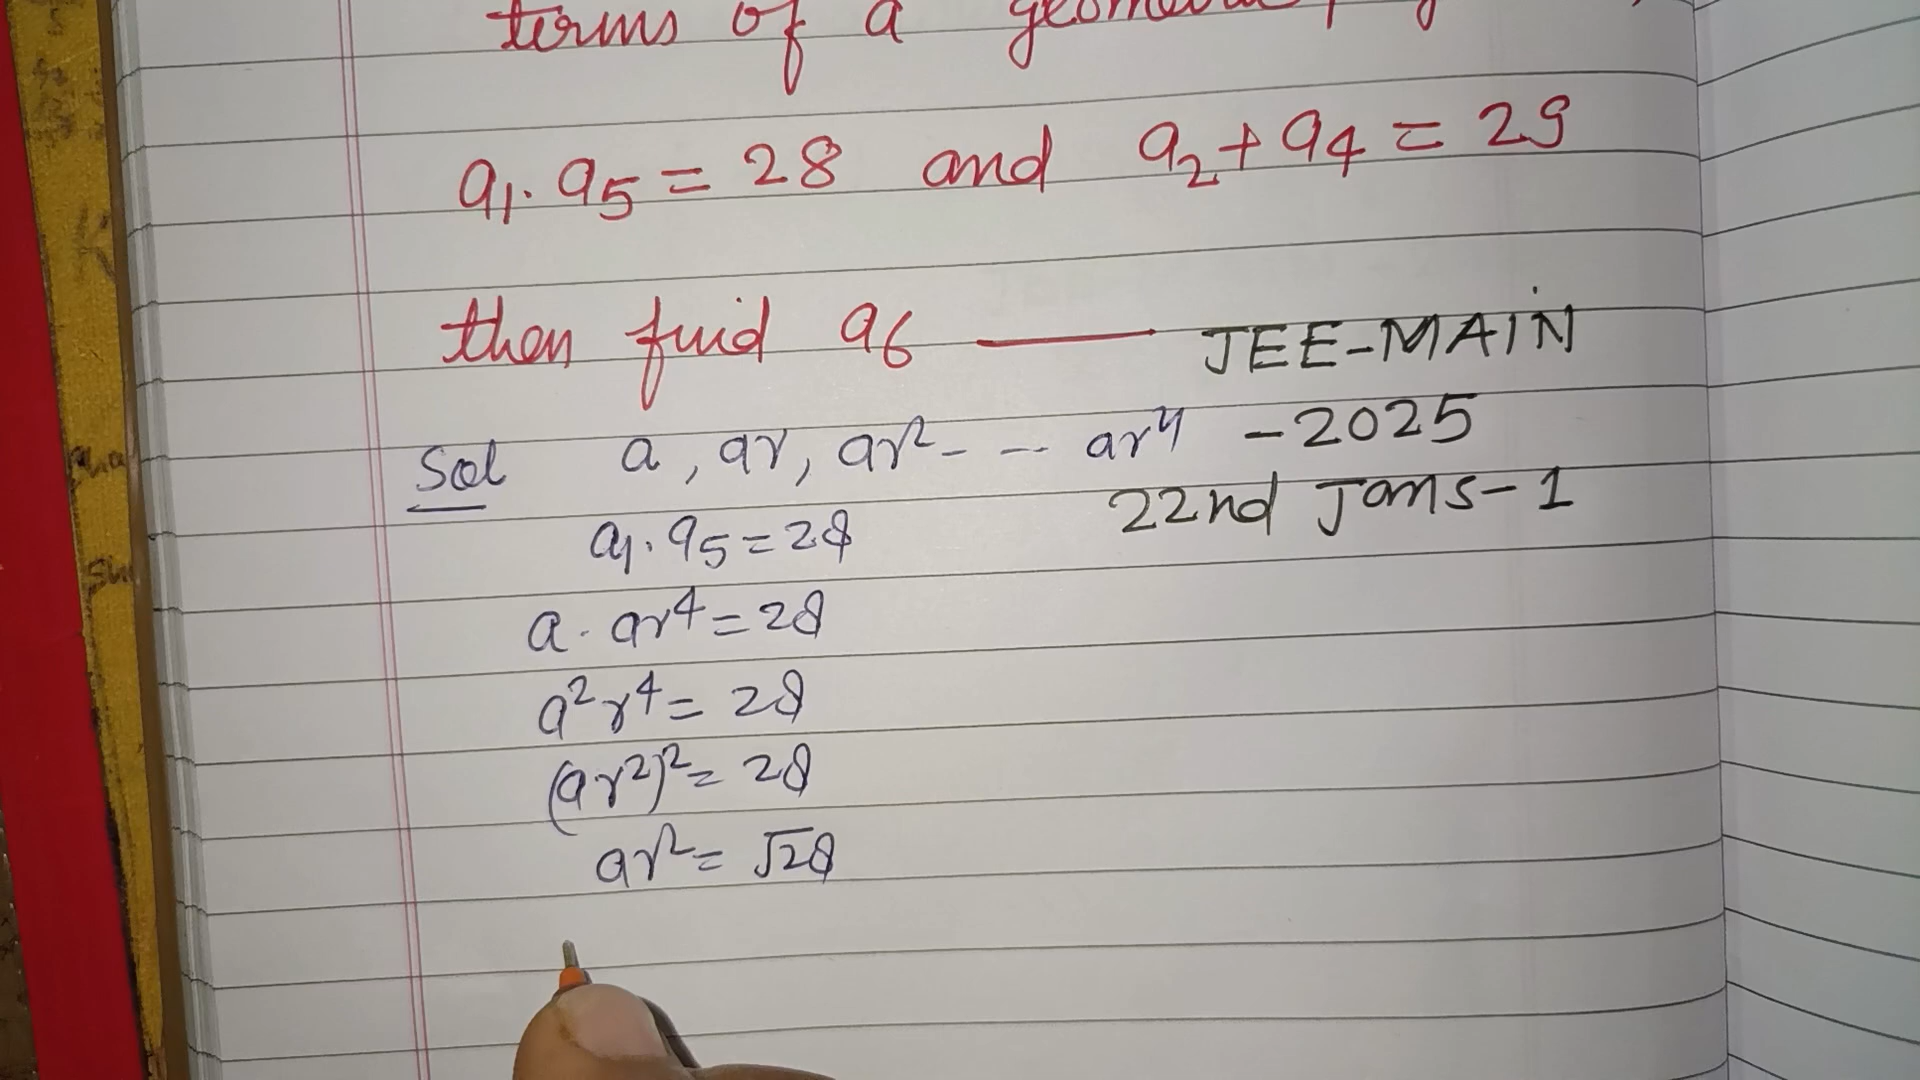 terms of a
a₁. a₅ = 28 and a₂ + a₄ = 29
then find a₆ —— JEE-MAIN
Sol a, ar, ar² - -- ar⁴ - 2025
22nd Jan S-1
a₁. a₅ = 28
a. ar⁴ = 28
a²r⁴ = 28
(ar²)² = 28
ar² = √28